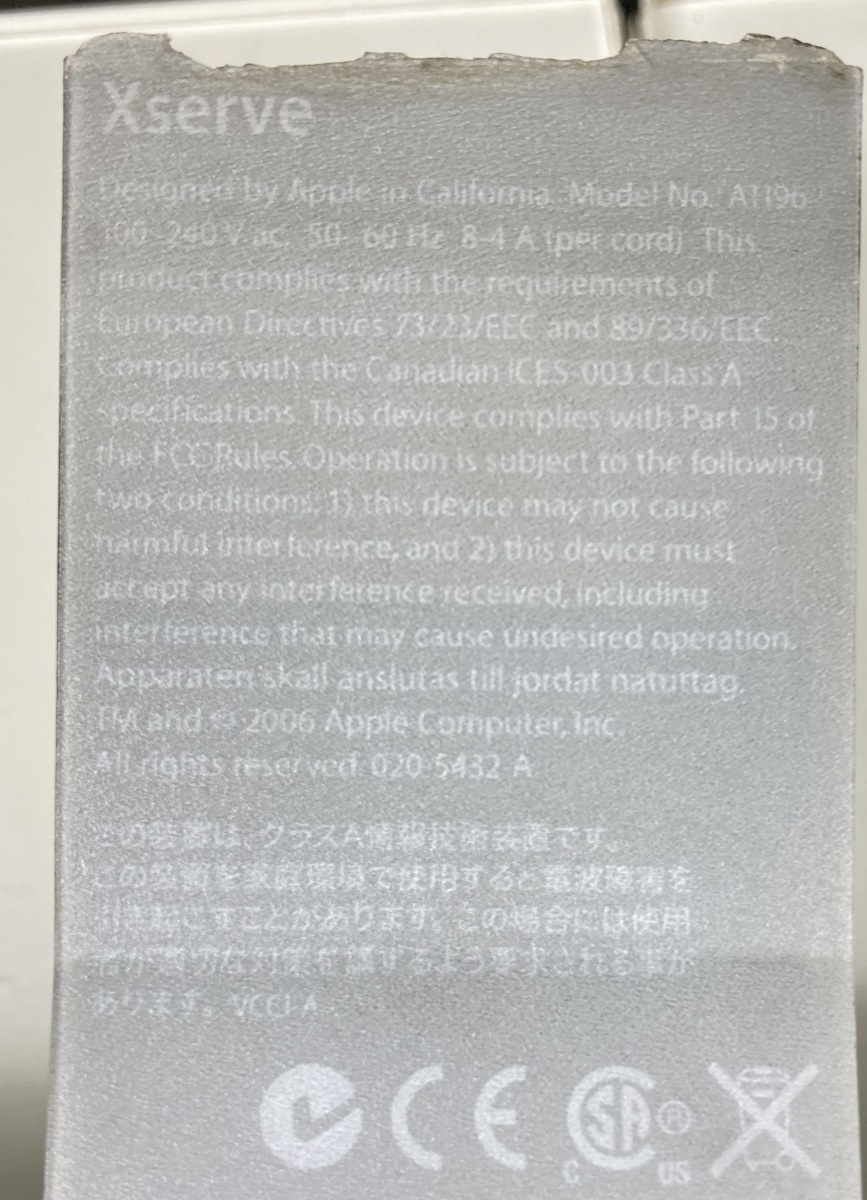 Xserve
Designed by Apple in California Model No. A1196
100-240 V ac, 50-60 Hz 8-4 A (per cord) This
product complies with the requirements of
European Directives 73/23/EEC and 89/336/EEC.
Complies with the Canadian ICES-003 Class A
specifications. This device complies with Part 15 of
the FCC Rules. Operation is subject to the following
two conditions, 1) this device may not cause
harmful interference, and 2) this device must
accept any interference received, including
interference that may cause undesired operation.
Apparaten skall anslutas till jordat natuttag.
TM and © 2006 Apple Computer, Inc.
All rights reserved 020-5432 A
この装置は、クラスA情報技術装置です。
この装置を家庭環境で使用すると電波障害を
引き起こすことがあります。この場合には使用
者が適切な対策を講ずるよう要求される事が
あります。 VCCI A
CE
SA ®
C US